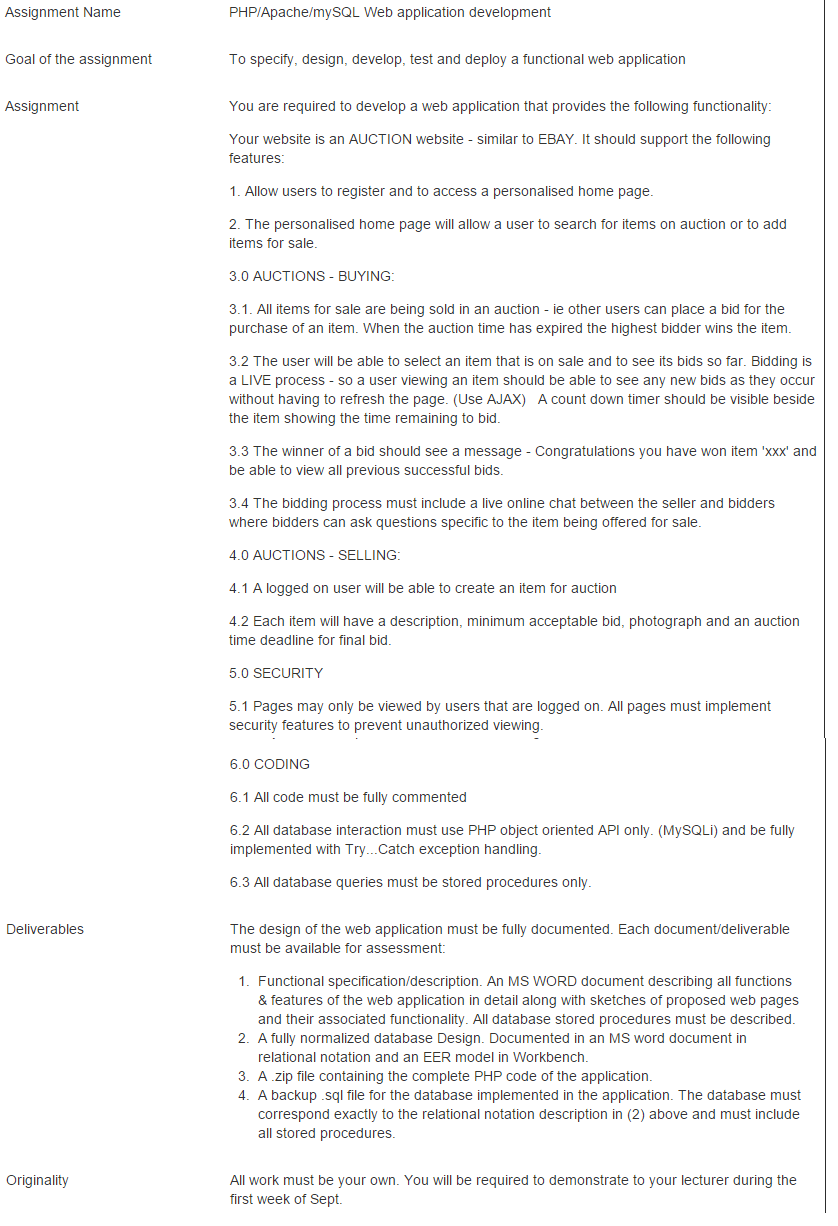 Assignment Name PHP/Apache/mySQL Web application development
Goal of the assignment To specify, design, develop, test and deploy a functional web application
Assignment You are required to develop a web application that provides the following functionality:
Your website is an AUCTION website - similar to EBAY. It should support the following
features:
1. Allow users to register and to access a personalised home page.
2. The personalised home page will allow a user to search for items on auction or to add
items for sale.
3.0 AUCTIONS - BUYING:
3.1. All items for sale are being sold in an auction - ie other users can place a bid for the
purchase of an item. When the auction time has expired the highest bidder wins the item.
3.2 The user will be able to select an item that is on sale and to see its bids so far. Bidding is
a LIVE process - so a user viewing an item should be able to see any new bids as they occur
without having to refresh the page. (Use AJAX) A count down timer should be visible beside
the item showing the time remaining to bid.
3.3 The winner of a bid should see a message - Congratulations you have won item 'xxx' and
be able to view all previous successful bids.
3.4 The bidding process must include a live online chat between the seller and bidders
where bidders can ask questions specific to the item being offered for sale.
4.0 AUCTIONS - SELLING:
4.1 A logged on user will be able to create an item for auction
4.2 Each item will have a description, minimum acceptable bid, photograph and an auction
time deadline for final bid.
5.0 SECURITY
5.1 Pages may only be viewed by users that are logged on. All pages must implement
security features to prevent unauthorized viewing.
6.0 CODING
6.1 All code must be fully commented
6.2 All database interaction must use PHP object oriented API only. (MySQLi) and be fully
implemented with Try...Catch exception handling.
6.3 All database queries must be stored procedures only.
Deliverables The design of the web application must be fully documented. Each document/deliverable
must be available for assessment:
1. Functional specification/description. An MS WORD document describing all functions
& features of the web application in detail along with sketches of proposed web pages
and their associated functionality. All database stored procedures must be described.
2. A fully normalized database Design. Documented in an MS word document in
relational notation and an EER model in Workbench.
3. A .zip file containing the complete PHP code of the application.
4. A backup .sql file for the database implemented in the application. The database must
correspond exactly to the relational notation description in (2) above and must include
all stored procedures.
Originality All work must be your own. You will be required to demonstrate to your lecturer during the
first week of Sept.